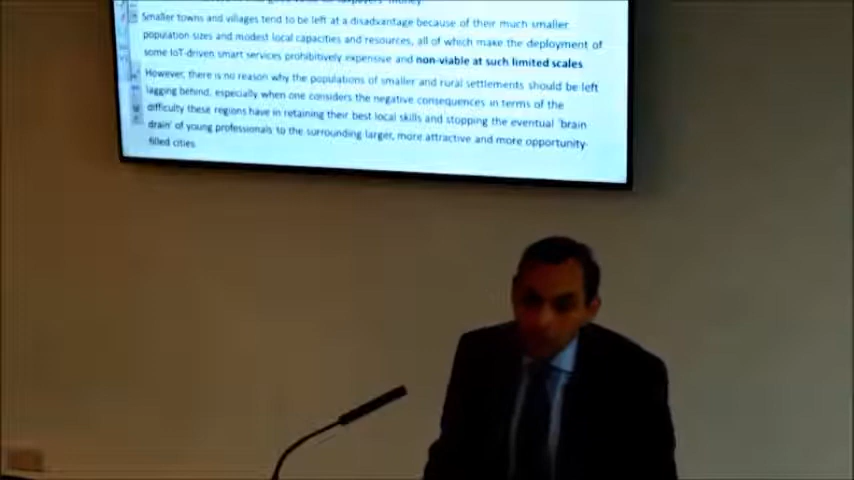 Smaller towns and villages tend to be left at a disadvantage because of their much smaller
population sizes and modest local capacities and resources, all of which make the deployment of
some IoT-driven smart services prohibitively expensive and non-viable at such limited scales
However, there is no reason why the populations of smaller and rural settlements should be left
lagging behind, especially when one considers the negative consequences in terms of the
difficulty these regions have in retaining their best local skills and stopping the eventual 'brain
drain' of young professionals to the surrounding larger, more attractive and more opportunity-
filled cities.